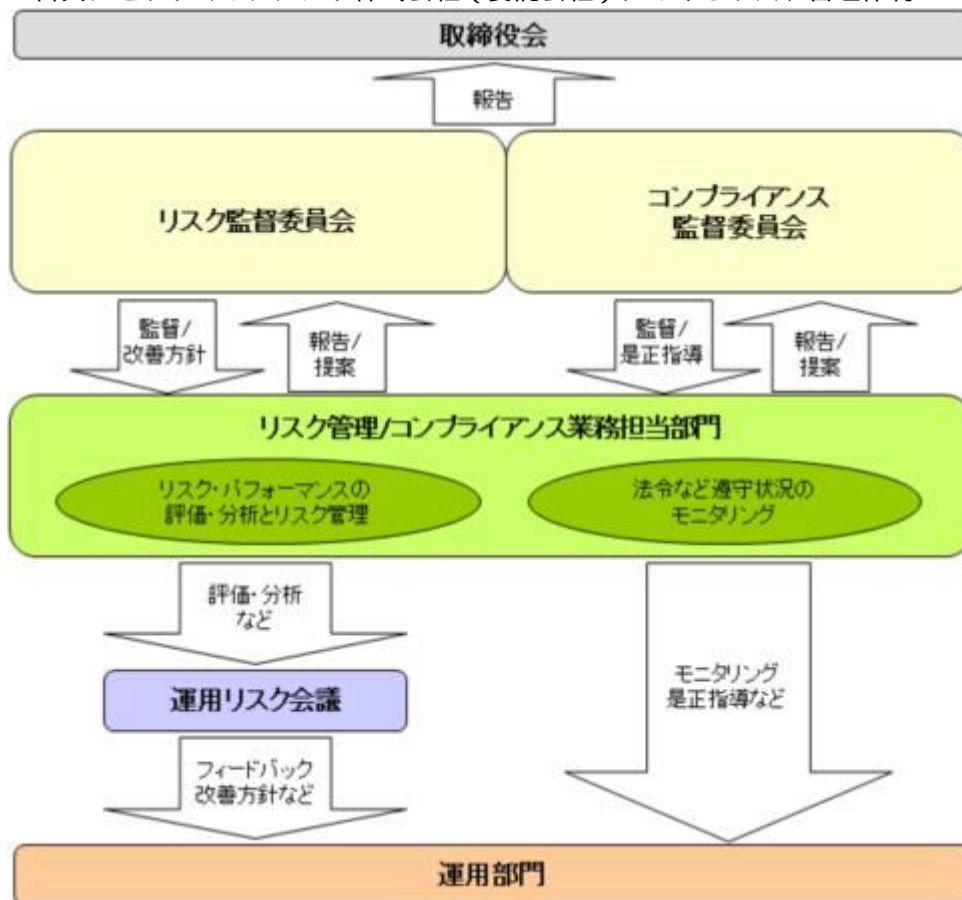 取締役会
報告
リスク監督委員会
コンプライアンス
監督委員会
監督/
改善方針
報告/
提案
監督/
是正指導
報告/
提案
リスク管理/コンプライアンス業務担当部門
リスク・パフォーマンスの
評価・分析とリスク管理
法令など遵守状況の
モニタリング
評価・分析
など
運用リスク会議
モニタリング
是正指導など
フィードバック
改善方針など
運用部門